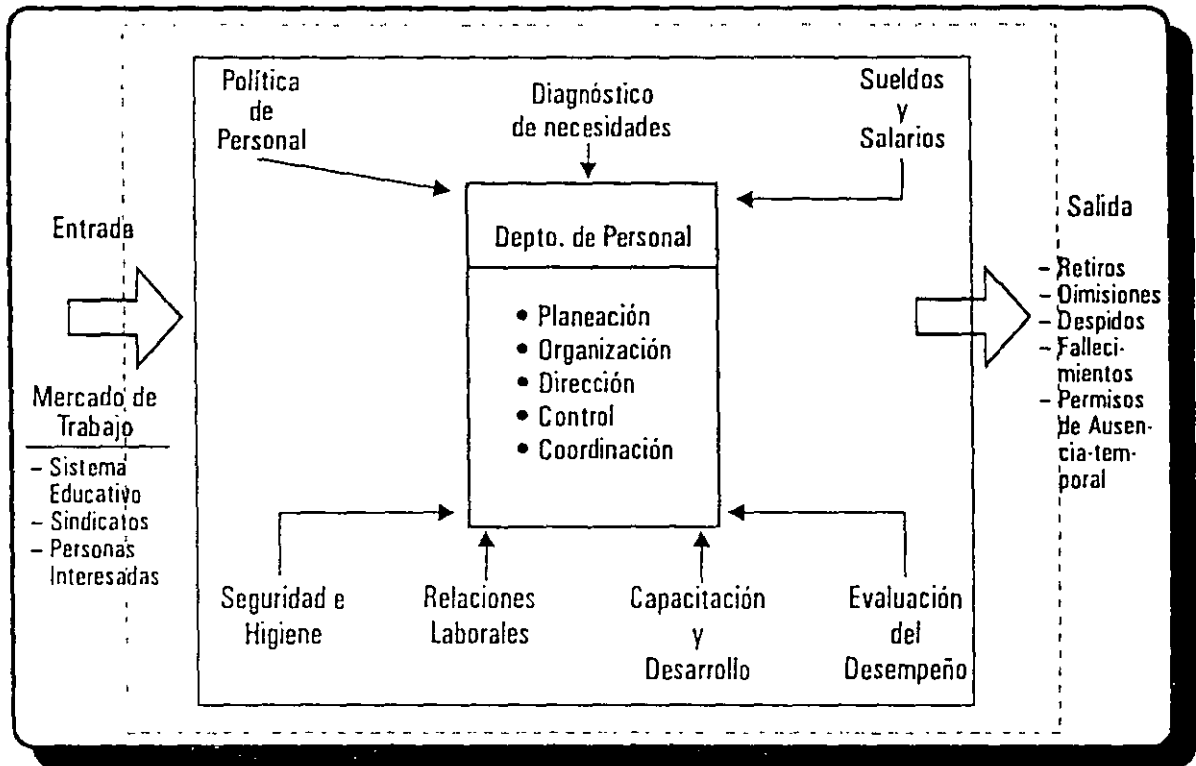 Política
de
Personal
Diagnóstico
de necesidades
Sueldos
y
Salarios
Entrada
Depto. de Personal
• Planeación
• Organización
• Dirección
• Control
• Coordinación
Salida
– Retiros
– Dimisiones
– Despidos
– Falleci-
mientos
– Permisos
de Ausen-
cia-tem-
poral
Mercado de
Trabajo
– Sistema
Educativo
– Sindicatos
– Personas
Interesadas
Seguridad e
Higiene
Relaciones
Laborales
Capacitación
y
Desarrollo
Evaluación
del
Desempeño